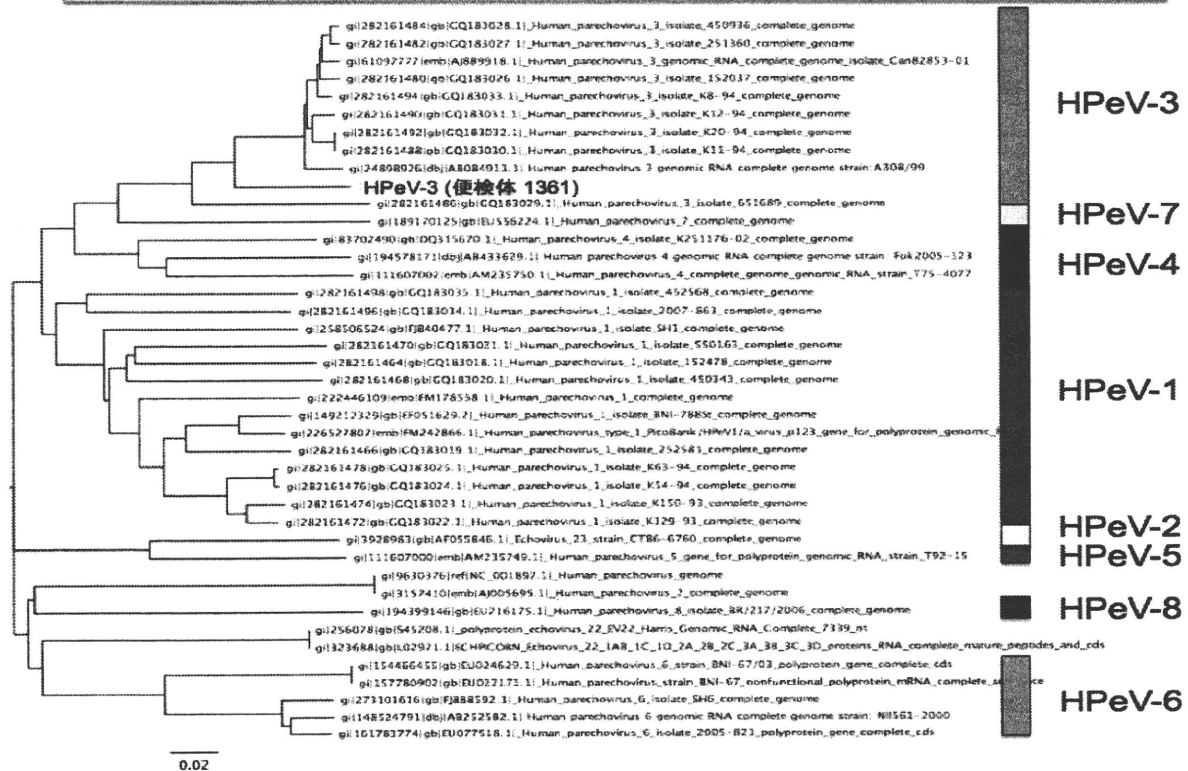 gi|282161484|gb|GQ183028.1|_Human_parechovirus_3_isolate_450936_complete_genome
gi|282161482|gb|GQ183027.1|_Human_parechovirus_3_isolate_251360_complete_genome
gi|61097777|emb|AJ889918.1|_Human_parechovirus_3_genomic_RNA_complete_genome_isolate_Can82853-01
gi|282161480|gb|GQ183026.1|_Human_parechovirus_3_isolate_152037_complete_genome
gi|282161494|gb|GQ183033.1|_Human_parechovirus_3_isolate_K8-94_complete_genome
gi|282161490|gb|GQ183031.1|_Human_parechovirus_3_isolate_K12-94_complete_genome
HPeV-3
gi|282161492|gb|GQ183032.1|_Human_parechovirus_3_isolate_K20-94_complete_genome
gi|282161488|gb|GQ183030.1|_Human_parechovirus_3_isolate_K11-94_complete_genome
gi|24898926|dbj|AB084913.1|_Human_parechovirus_3_genomic_RNA_complete_genome_strain:A308/99
HPeV-3 (便検体 1361)
gi|282161486|gb|GQ183029.1|_Human_parechovirus_3_isolate_651689_complete_genome
gi|189170125|gb|EU556224.1|_Human_parechovirus_7_complete_genome
HPeV-7
gi|83702490|gb|DQ315670.1|_Human_parechovirus_4_isolate_K251176-02_complete_genome
gi|194578171|dbj|AB433629.1|_Human_parechovirus_4_genomic_RNA_complete_genome_strain:_Fuk2005-123
HPeV-4
gi|111607002|emb|AM235750.1|_Human_parechovirus_4_complete_genome_genomic_RNA_strain_T75-4077
gi|282161498|gb|GQ183035.1|_Human_parechovirus_1_isolate_452568_complete_genome
gi|282161496|gb|GQ183034.1|_Human_parechovirus_1_isolate_2007-863_complete_genome
gi|258506524|gb|FJ840477.1|_Human_parechovirus_1_isolate_SH1_complete_genome
gi|282161470|gb|GQ183021.1|_Human_parechovirus_1_isolate_550163_complete_genome
gi|282161464|gb|GQ183018.1|_Human_parechovirus_1_isolate_152478_complete_genome
gi|282161468|gb|GQ183020.1|_Human_parechovirus_1_isolate_450343_complete_genome
HPeV-1
gi|222446109|emb|FM178558.1|_Human_parechovirus_1_complete_genome
gi|149212329|gb|EF051629.2|_Human_parechovirus_1_isolate_BNI-788St_complete_genome
gi|226527807|emb|FM242866.1|_Human_parechovirus_type_1_PicoBank/HPeV1/a_virus_p123_gene_for_polyprotein_genomic
gi|282161466|gb|GQ183019.1|_Human_parechovirus_1_isolate_252581_complete_genome
gi|282161478|gb|GQ183025.1|_Human_parechovirus_1_isolate_K63-94_complete_genome
gi|282161476|gb|GQ183024.1|_Human_parechovirus_1_isolate_K54-94_complete_genome
gi|282161474|gb|GQ183023.1|_Human_parechovirus_1_isolate_K150-93_complete_genome
gi|282161472|gb|GQ183022.1|_Human_parechovirus_1_isolate_K129-93_complete_genome
HPeV-2
gi|3928983|gb|AF055846.1|_Echovirus_23_strain_CT86-6760_complete_genome
gi|111607000|emb|AM235749.1|_Human_parechovirus_5_gene_for_polyprotein_genomic_RNA_strain_T92-15
HPeV-5
gi|9630376|ref|NC_001897.1|_Human_parechovirus_genome
gi|3157410|emb|AJ005695.1|_Human_parechovirus_2_complete_genome
gi|194399146|gb|EU716175.1|_Human_parechovirus_8_isolate_BR/217/2006_complete_genome
HPeV-8
gi|256078|gb|S45208.1|_polyprotein_echovirus_22_EV22_Harris_Genomic_RNA_Complete_7339_nt
gi|323688|gb|L02971.1|ECHPICORN_Echovirus_22_1AB_1C_1D_2A_2B_2C_3A_3B_3C_3D_proteins_RNA_complete_mature_peptides_and_cds
gi|154466455|gb|EU024629.1|_Human_parechovirus_6_strain_BNI-67/03_polyprotein_gene_complete_cds
gi|157780902|gb|EU022171.1|_Human_parechovirus_strain_BNI-67_nonfunctional_polyprotein_mRNA_complete
gi|273101616|gb|FJ888592.1|_Human_parechovirus_6_isolate_SH6_complete_genome
HPeV-6
gi|148524791|dbj|AB252582.1|_Human_parechovirus_6_genomic_RNA_complete_genome_strain:_NII561-2000
gi|161783774|gb|EU077518.1|_Human_parechovirus_6_isolate_2005-821_polyprotein_gene_complete_cds
0.02